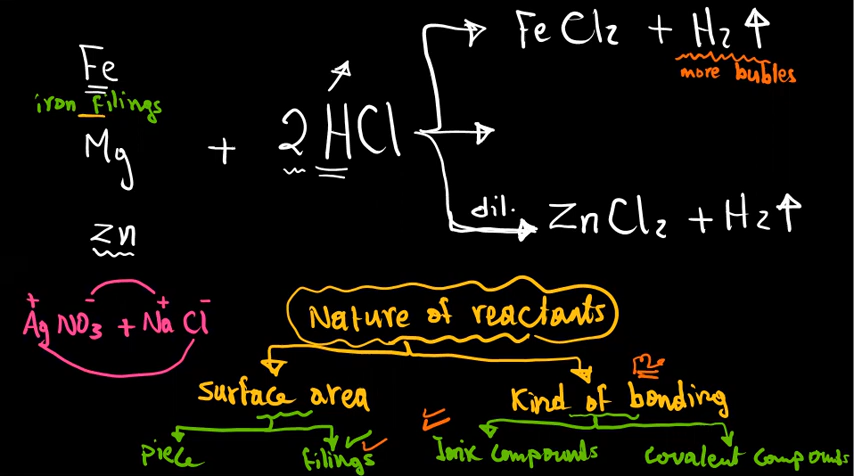 Fe
iron filings
Mg
Zn
+
2HCl
FeCl2 + H2↑
more bubles
dil.
ZnCl2 + H2↑
+ - + -
AgNO3 + NaCl
Nature of reactants
Surface area
Kind of bonding
Piece
filings
Ionic compounds
covalent compounds